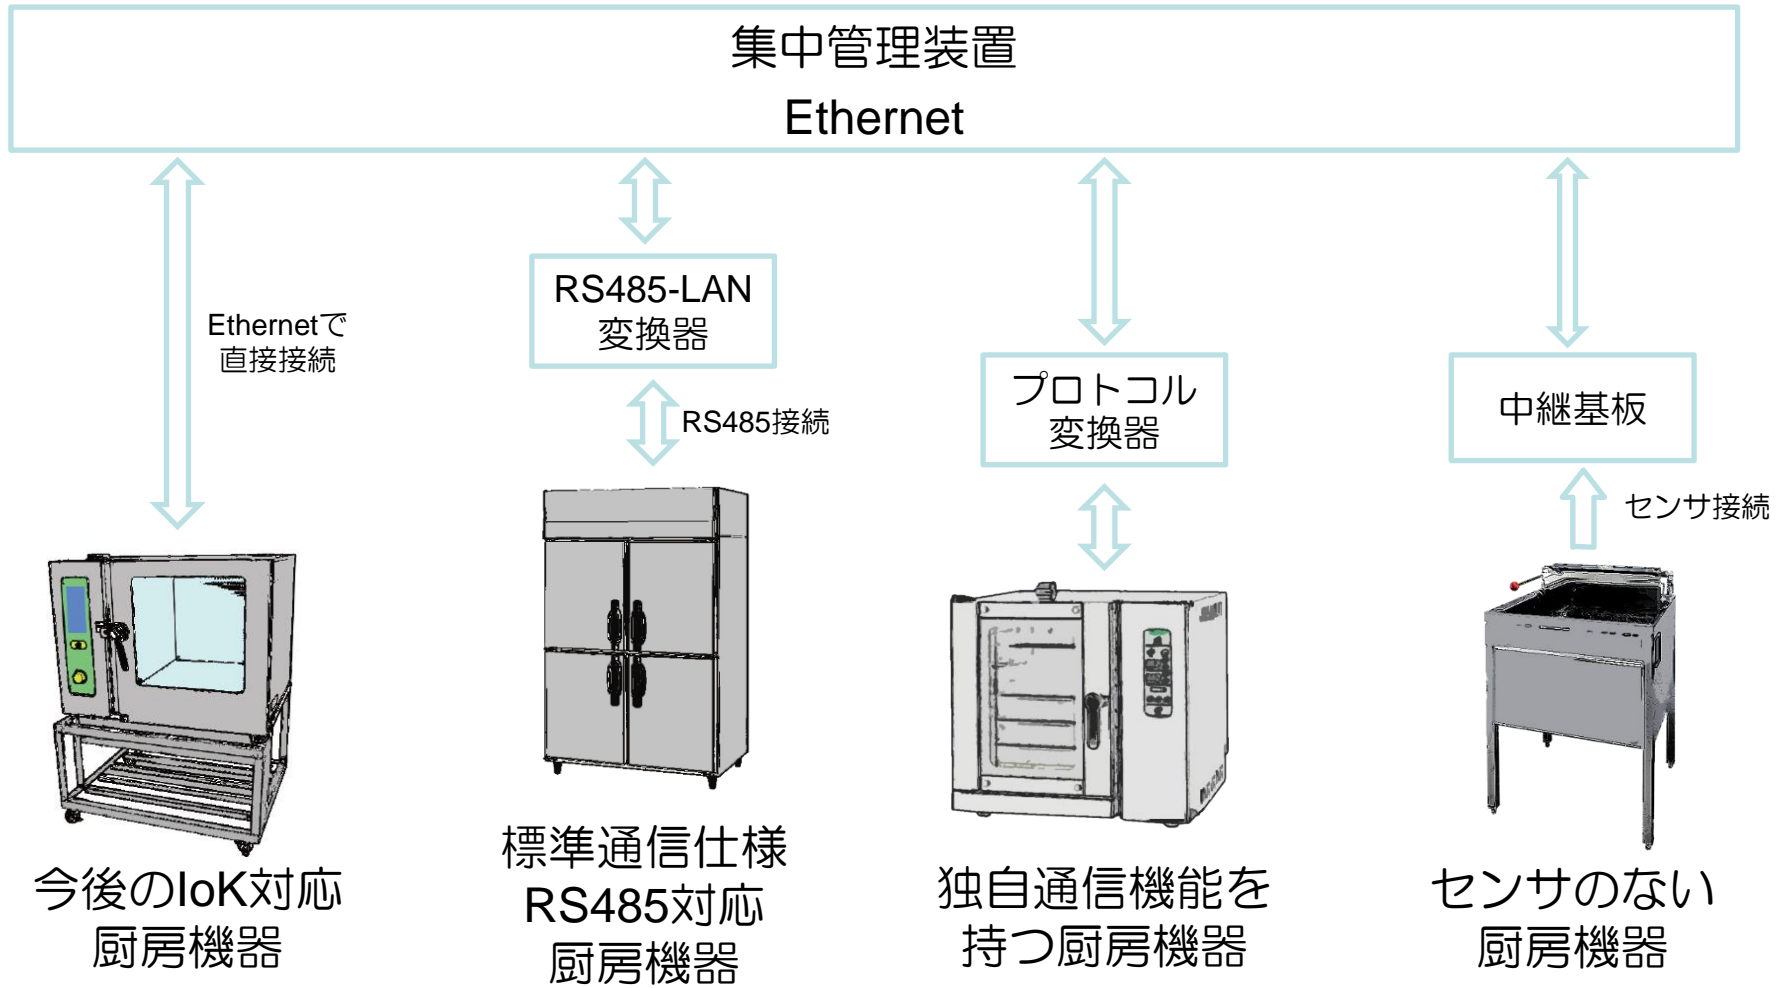 集中管理装置
Ethernet
Ethernetで
直接接続
RS485-LAN
変換器
RS485接続
プロトコル
変換器
中継基板
センサ接続
今後のIoK対応
厨房機器
標準通信仕様
RS485対応
厨房機器
独自通信機能を
持つ厨房機器
センサのない
厨房機器